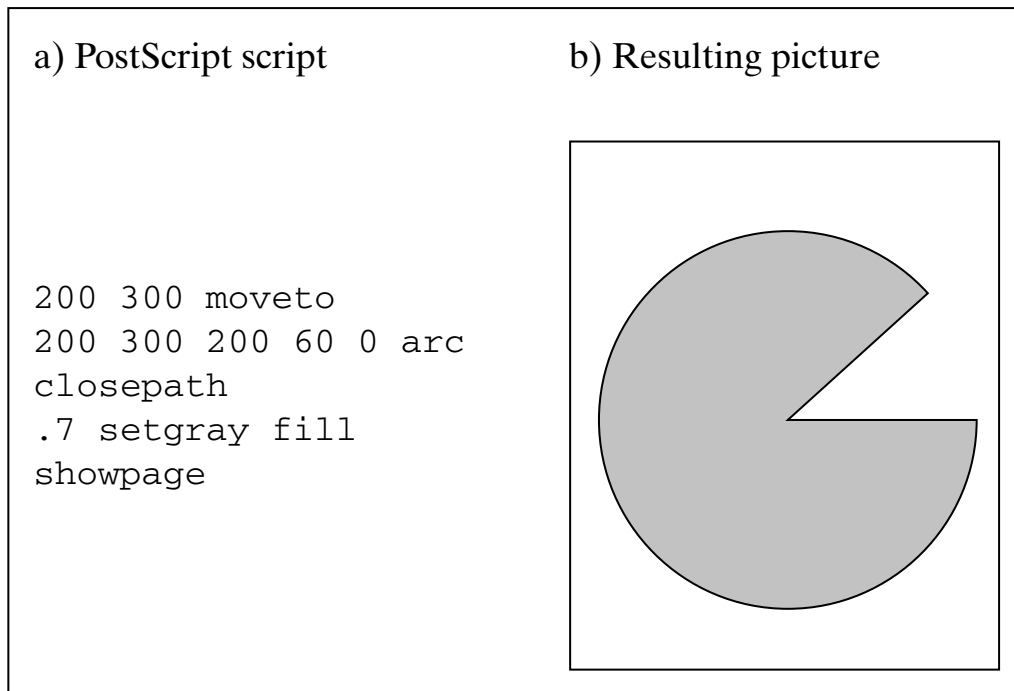 a) PostScript script
b) Resulting picture
200 300 moveto
200 300 200 60 0 arc
closepath
.7 setgray fill
showpage